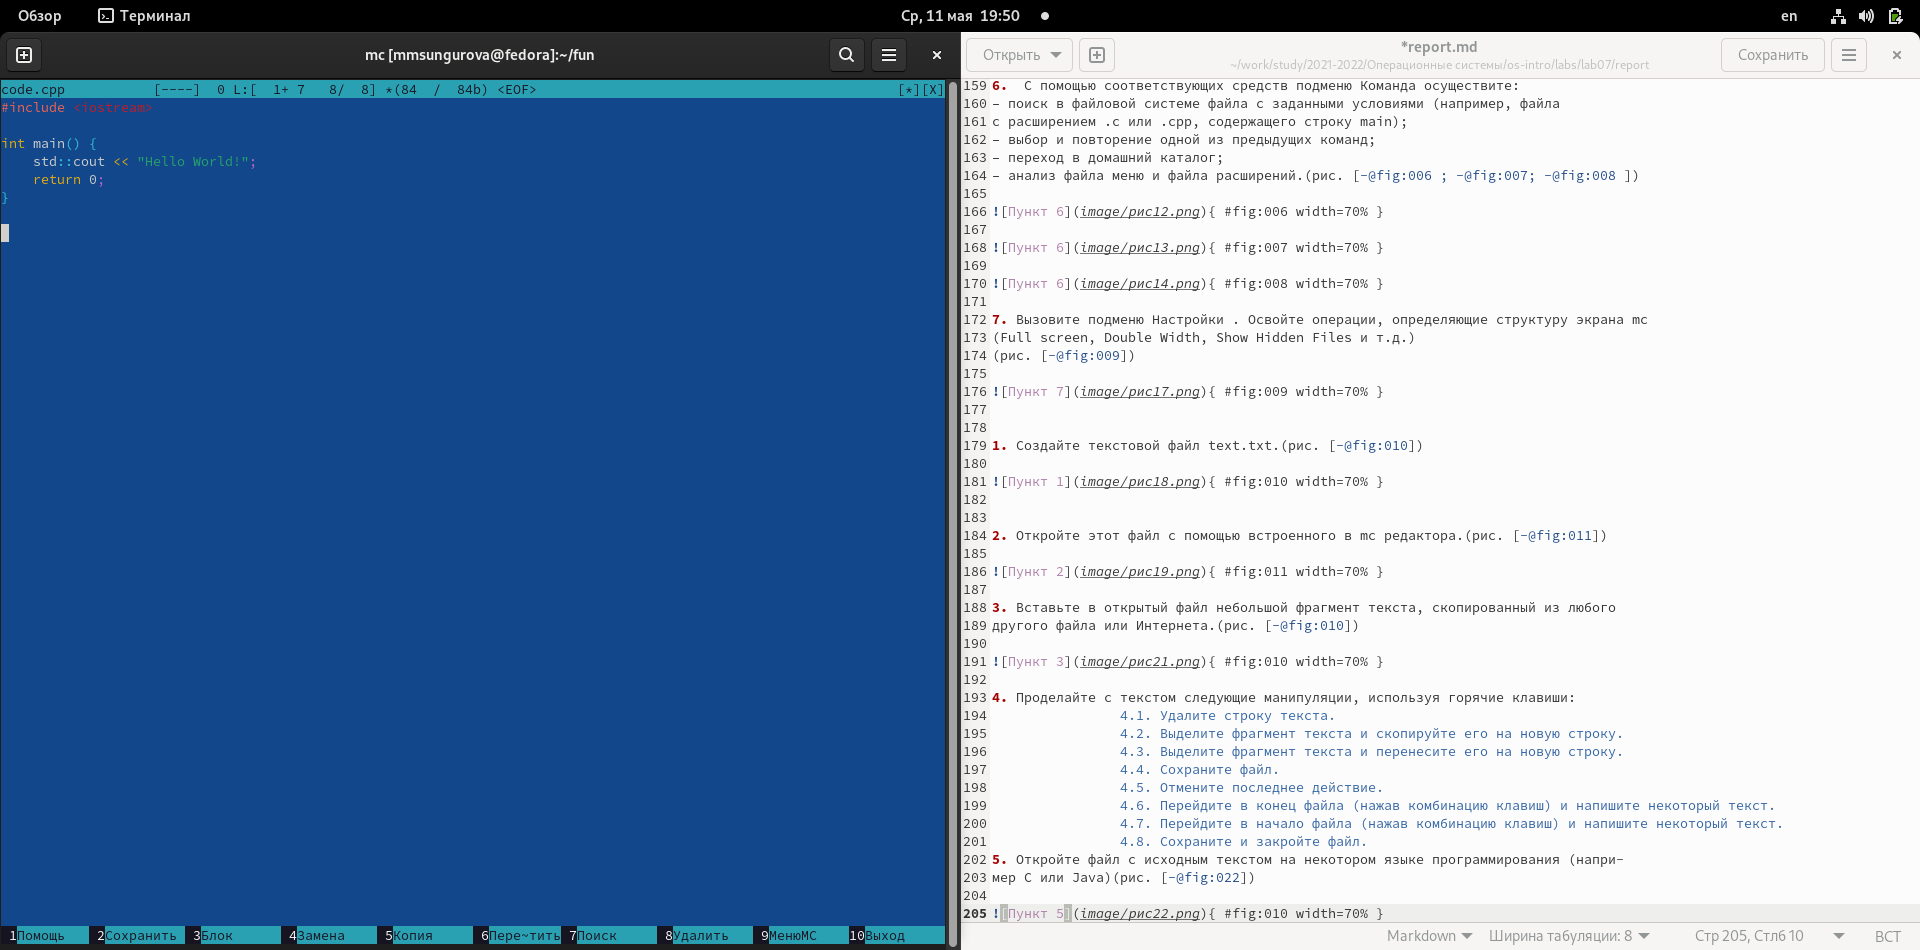 Обзор Терминал Ср, 11 мая 19:50 en
mc [mmsungurova@fedora]:~/fun
code.cpp [----] 0 L:[ 1+ 7 8/ 8] *(84 / 84b) <EOF> [*][X]
#include <iostream>
int main() {
std::cout << "Hello World!";
return 0;
}
1Помощь 2Сохранить 3Блок 4Замена 5Копия 6Пере~тить 7Поиск 8Удалить 9МенюMC 10Выход
Открыть *report.md Сохранить
~/work/study/2021-2022/Операционные системы/os-intro/labs/lab07/report
159 6. С помощью соответствующих средств подменю Команда осуществите:
160 – поиск в файловой системе файла с заданными условиями (например, файла
161 с расширением .c или .cpp, содержащего строку main);
162 – выбор и повторение одной из предыдущих команд;
163 – переход в домашний каталог;
164 – анализ файла меню и файла расширений.(рис. [-@fig:006 ; -@fig:007; -@fig:008 ])
165
166 ![Пункт 6](image/рис12.png){ #fig:006 width=70% }
167
168 ![Пункт 6](image/рис13.png){ #fig:007 width=70% }
169
170 ![Пункт 6](image/рис14.png){ #fig:008 width=70% }
171
172 7. Вызовите подменю Настройки . Освойте операции, определяющие структуру экрана mc
173 (Full screen, Double Width, Show Hidden Files и т.д.)
174 (рис. [-@fig:009])
175
176 ![Пункт 7](image/рис17.png){ #fig:009 width=70% }
177
178
179 1. Создайте текстовой файл text.txt.(рис. [-@fig:010])
180
181 ![Пункт 1](image/рис18.png){ #fig:010 width=70% }
182
183
184 2. Откройте этот файл с помощью встроенного в mc редактора.(рис. [-@fig:011])
185
186 ![Пункт 2](image/рис19.png){ #fig:011 width=70% }
187
188 3. Вставьте в открытый файл небольшой фрагмент текста, скопированный из любого
189 другого файла или Интернета.(рис. [-@fig:010])
190
191 ![Пункт 3](image/рис21.png){ #fig:010 width=70% }
192
193 4. Проделайте с текстом следующие манипуляции, используя горячие клавиши:
194 4.1. Удалите строку текста.
195 4.2. Выделите фрагмент текста и скопируйте его на новую строку.
196 4.3. Выделите фрагмент текста и перенесите его на новую строку.
197 4.4. Сохраните файл.
198 4.5. Отмените последнее действие.
199 4.6. Перейдите в конец файла (нажав комбинацию клавиш) и напишите некоторый текст.
200 4.7. Перейдите в начало файла (нажав комбинацию клавиш) и напишите некоторый текст.
201 4.8. Сохраните и закройте файл.
202 5. Откройте файл с исходным текстом на некотором языке программирования (напри-
203 мер C или Java)(рис. [-@fig:022])
204
205 ![Пункт 5](image/рис22.png){ #fig:010 width=70% }
Markdown Ширина табуляции: 8 Стр 205, Стлб 10 ВСТ